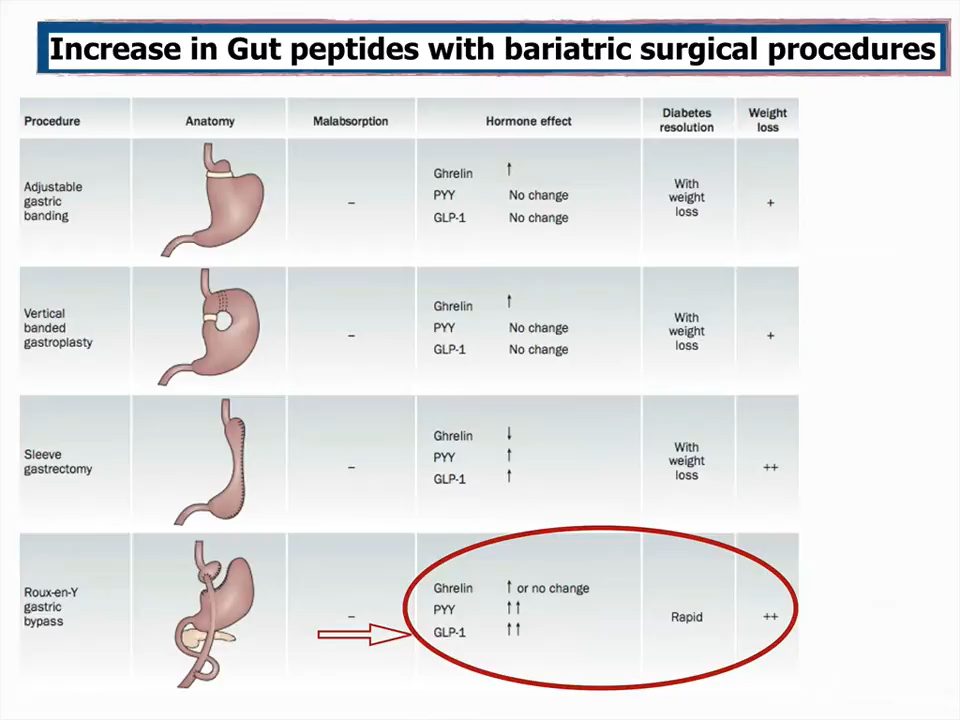 Increase in Gut peptides with bariatric surgical procedures
Procedure Anatomy Malabsorption Hormone effect Diabetes resolution Weight loss
Adjustable
gastric
banding
–
Ghrelin ↑
PYY No change
GLP-1 No change
With
weight
loss
+
Vertical
banded
gastroplasty
–
Ghrelin ↑
PYY No change
GLP-1 No change
With
weight
loss
+
Sleeve
gastrectomy
–
Ghrelin ↓
PYY ↑
GLP-1 ↑
With
weight
loss
++
Roux-en-Y
gastric
bypass
–
Ghrelin ↑ or no change
PYY ↑↑
GLP-1 ↑↑
Rapid
++